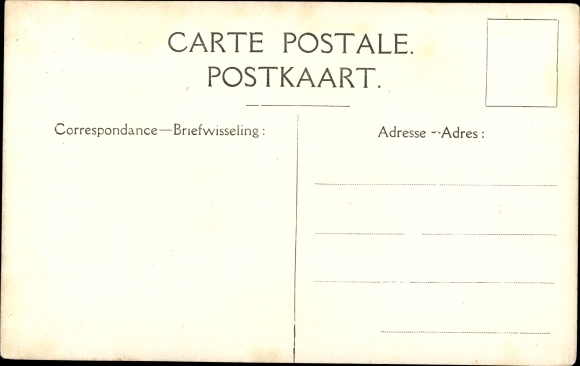 CARTE POSTALE.
POSTKAART.
Correspondance—Briefwisseling:
Adresse--Adres: